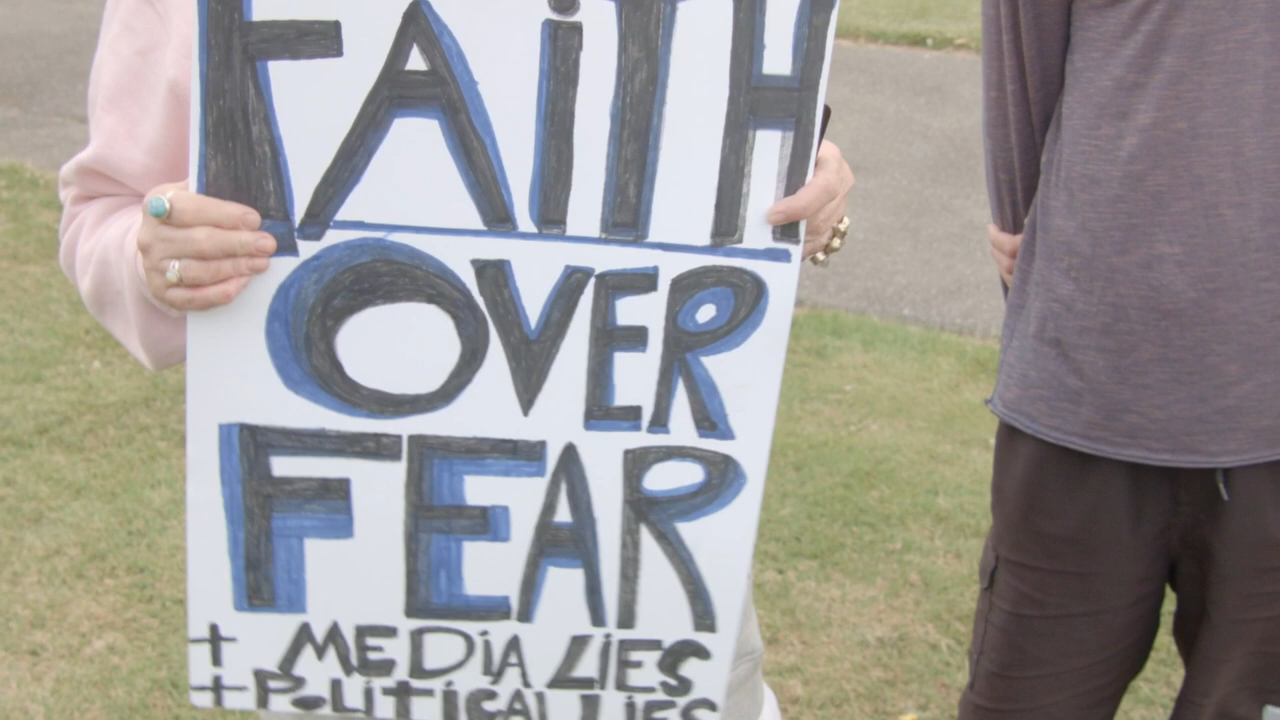 FAiTH
OVER
FEAR
+ MEDiA LiES
+ POLiTiCAL LiES